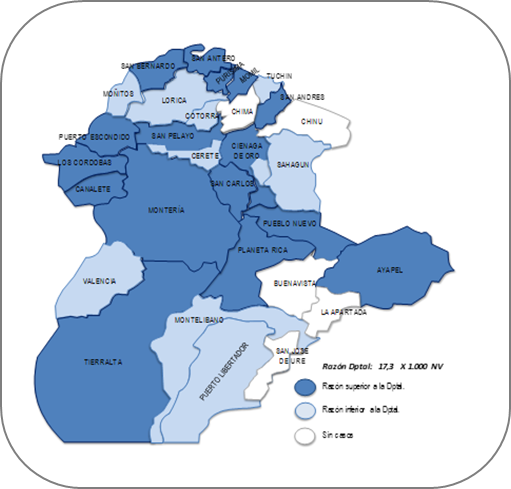 SAN ANTERO
SAN BERNARDO
PURISIMA
MOMIL
TUCHIN
MOÑITOS
LORICA
SAN ANDRES
COTORRA
CHIMA
CHINU
PUERTO ESCONDIDO
SAN PELAYO
CIENAGA
DE ORO
CERETE
LOS CORDOBAS
SAHAGUN
CANALETE
SAN CARLOS
MONTERÍA
PUEBLO NUEVO
PLANETA RICA
AYAPEL
VALENCIA
BUENAVISTA
LA APARTADA
MONTELIBANO
SAN JOSE
DE URE
TIERRALTA
PUERTO LIBERTADOR
Razón Dptal: 17,3 X 1.000 NV
Razón superior a la Dptal.
Razón inferior a la Dptal
Sin casos